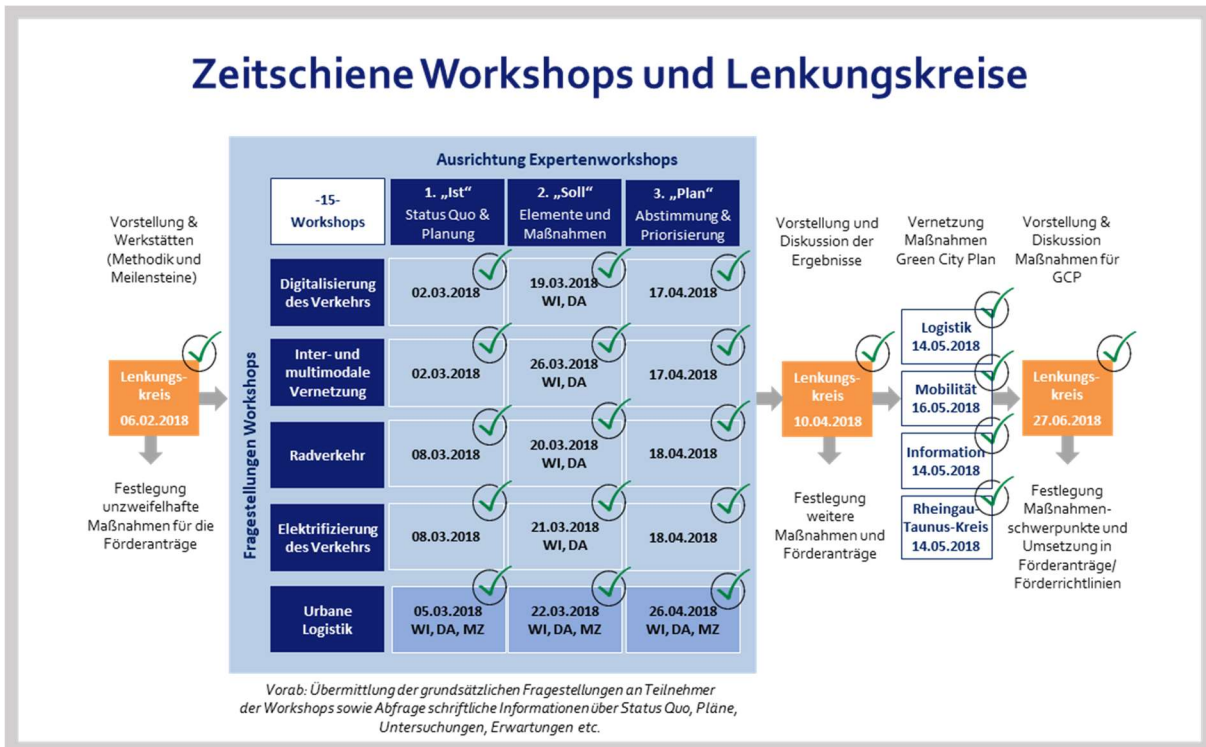 Zeitschiene Workshops und Lenkungskreise
Vorstellung &
Werkstätten
(Methodik und
Meilensteine)
Lenkungs-
kreis
06.02.2018
Festlegung
unzweifelhafte
Maßnahmen für die
Förderanträge
Fragestellungen Workshops
Ausrichtung Expertenworkshops
-15-
Workshops
1. „Ist“
Status Quo &
Planung
2. „Soll“
Elemente und
Maßnahmen
3. „Plan“
Abstimmung &
Priorisierung
Digitalisierung
des Verkehrs
02.03.2018
19.03.2018
WI, DA
17.04.2018
Inter- und
multimodale
Vernetzung
02.03.2018
26.03.2018
WI, DA
17.04.2018
Radverkehr
08.03.2018
20.03.2018
WI, DA
18.04.2018
Elektrifizierung
des Verkehrs
08.03.2018
21.03.2018
WI, DA
18.04.2018
Urbane
Logistik
05.03.2018
WI, DA, MZ
22.03.2018
WI, DA, MZ
26.04.2018
WI, DA, MZ
Vorab: Übermittlung der grundsätzlichen Fragestellungen an Teilnehmer
der Workshops sowie Abfrage schriftliche Informationen über Status Quo, Pläne,
Untersuchungen, Erwartungen etc.
Vorstellung und
Diskussion der
Ergebnisse
Lenkungs-
kreis
10.04.2018
Festlegung
weitere
Maßnahmen und
Förderanträge
Vernetzung
Maßnahmen
Green City Plan
Logistik
14.05.2018
Mobilität
16.05.2018
Information
14.05.2018
Rheingau-
Taunus-Kreis
14.05.2018
Vorstellung &
Diskussion
Maßnahmen für
GCP
Lenkungs-
kreis
27.06.2018
Festlegung
Maßnahmen-
schwerpunkte und
Umsetzung in
Förderanträge/
Förderrichtlinien